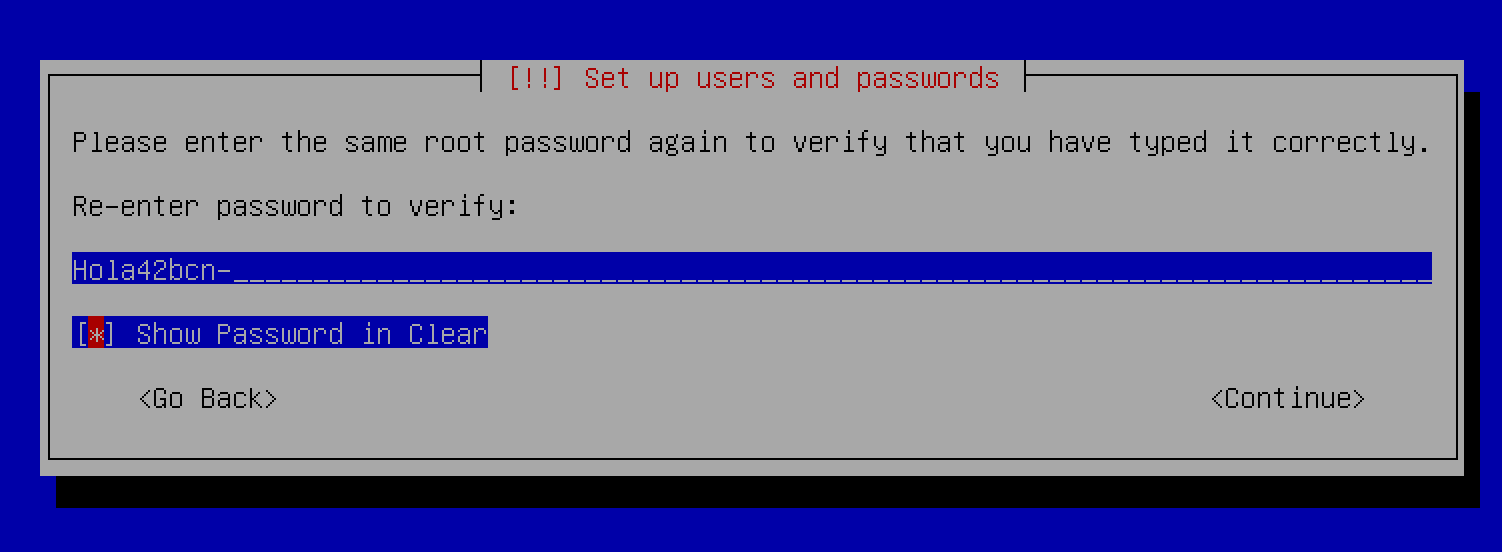 [!!] Set up users and passwords
Please enter the same root password again to verify that you have typed it correctly.
Re-enter password to verify:
Hola42bcn-
[*] Show Password in Clear
<Go Back>
<Continue>